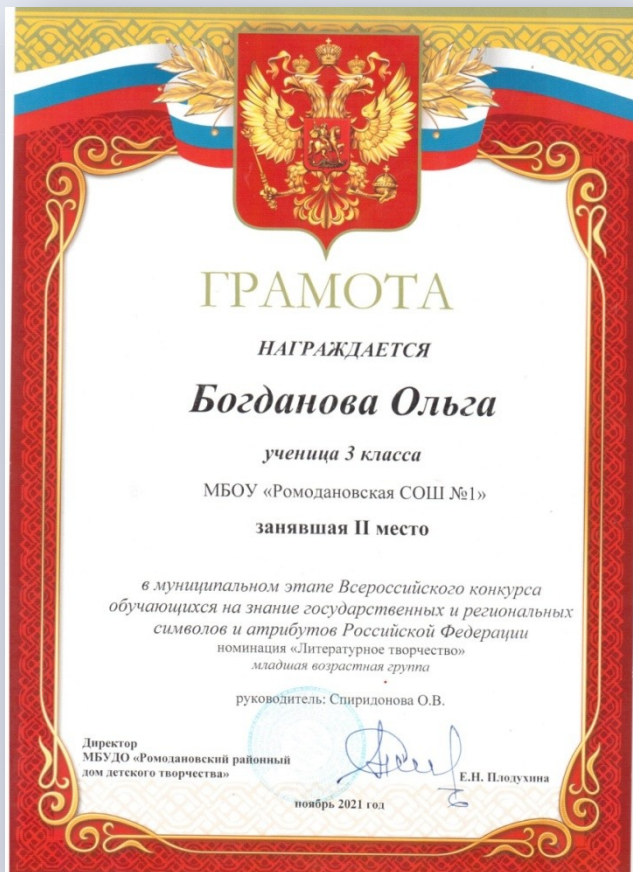 ГРАМОТА
НАГРАЖДАЕТСЯ
Богданова Ольга
ученица 3 класса
МБОУ «Ромодановская СОШ №1»
занявшая II место
в муниципальном этапе Всероссийского конкурса
обучающихся на знание государственных и региональных
символов и атрибутов Российской Федерации
номинация «Литературное творчество»
младшая возрастная группа
руководитель: Спиридонова О.В.
Директор
МБУДО «Ромодановский районный
дом детского творчества»
Е.Н. Плодухина
ноябрь 2021 год